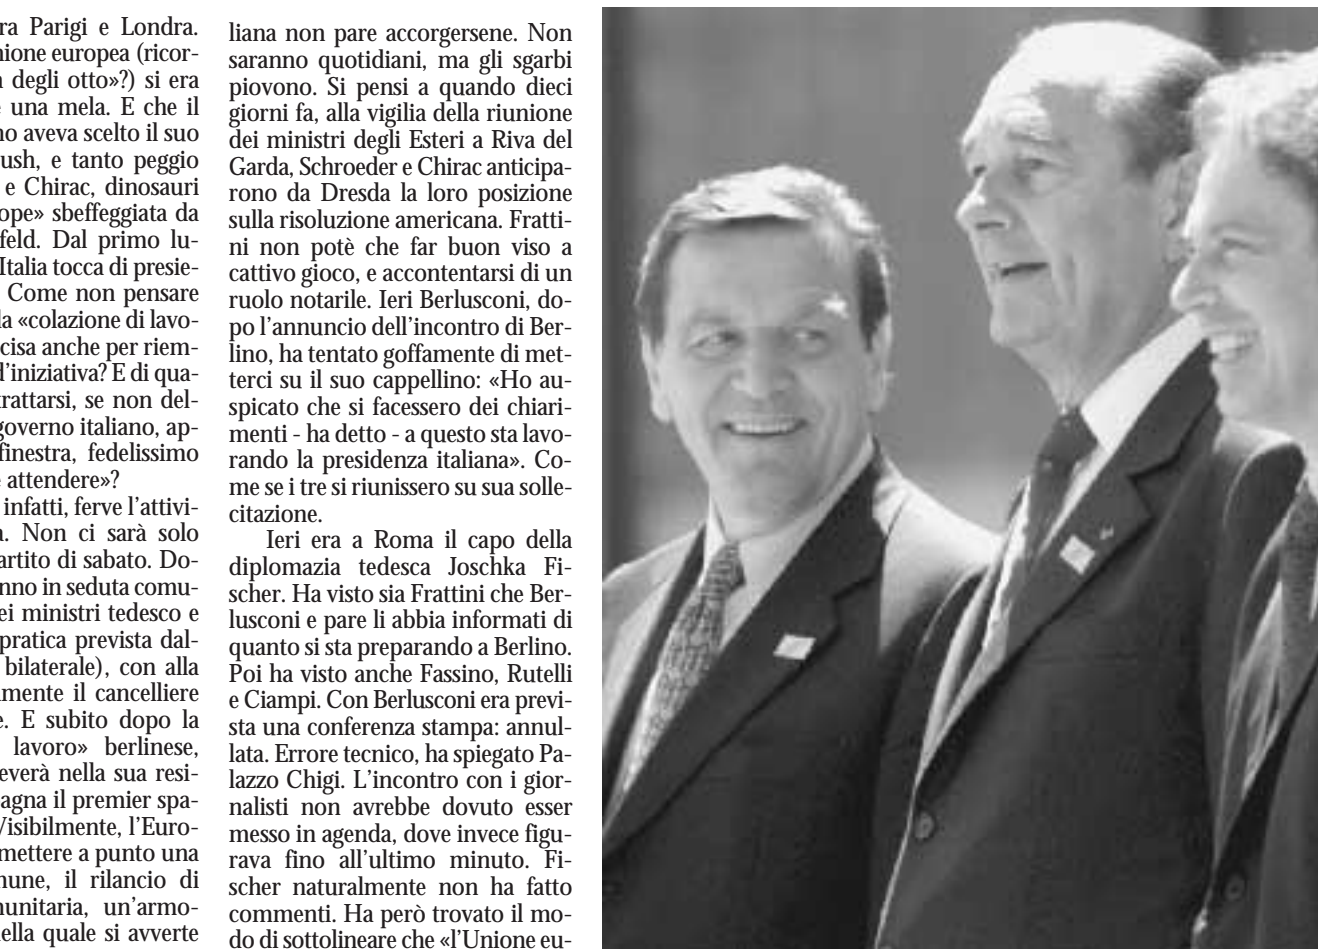 ra Parigi e Londra.
nione europea (ricor-
degli otto»?) si era
una mela. E che il
no aveva scelto il suo
ush, e tanto peggio
e Chirac, dinosauri
ope» sbeffeggiata da
feld. Dal primo lu-
Italia tocca di presie-
Come non pensare
la «colazione di lavo-
cisa anche per riem-
d'iniziativa? E di qua-
trattarsi, se non del-
governo italiano, ap-
finestra, fedelissimo
attendere»?
infatti, ferve l'attivi-
Non ci sarà solo
artito di sabato. Do-
anno in seduta comu-
ei ministri tedesco e
pratica prevista dal-
bilaterale), con alla
mente il cancelliere
E subito dopo la
lavoro» berlinese,
everà nella sua resi-
agna il premier spa-
Visibilmente, l'Euro-
mettere a punto una
nune, il rilancio di
munitaria, un'armo-
nella quale si avverte
liana non pare accorgersene. Non
saranno quotidiani, ma gli sgarbi
piovono. Si pensi a quando dieci
giorni fa, alla vigilia della riunione
dei ministri degli Esteri a Riva del
Garda, Schroeder e Chirac anticipa-
rono da Dresda la loro posizione
sulla risoluzione americana. Fratti-
ni non potè che far buon viso a
cattivo gioco, e accontentarsi di un
ruolo notarile. Ieri Berlusconi, do-
po l'annuncio dell'incontro di Ber-
lino, ha tentato goffamente di met-
terci su il suo cappellino: «Ho au-
spicato che si facessero dei chiari-
menti - ha detto - a questo sta lavo-
rando la presidenza italiana». Co-
me se i tre si riunissero su sua solle-
citazione.
Ieri era a Roma il capo della
diplomazia tedesca Joschka Fi-
scher. Ha visto sia Frattini che Ber-
lusconi e pare li abbia informati di
quanto si sta preparando a Berlino.
Poi ha visto anche Fassino, Rutelli
e Ciampi. Con Berlusconi era previ-
sta una conferenza stampa: annul-
lata. Errore tecnico, ha spiegato Pa-
lazzo Chigi. L'incontro con i gior-
nalisti non avrebbe dovuto esser
messo in agenda, dove invece figu-
rava fino all'ultimo minuto. Fi-
scher naturalmente non ha fatto
commenti. Ha però trovato il mo-
do di sottolineare che «l'Unione eu-